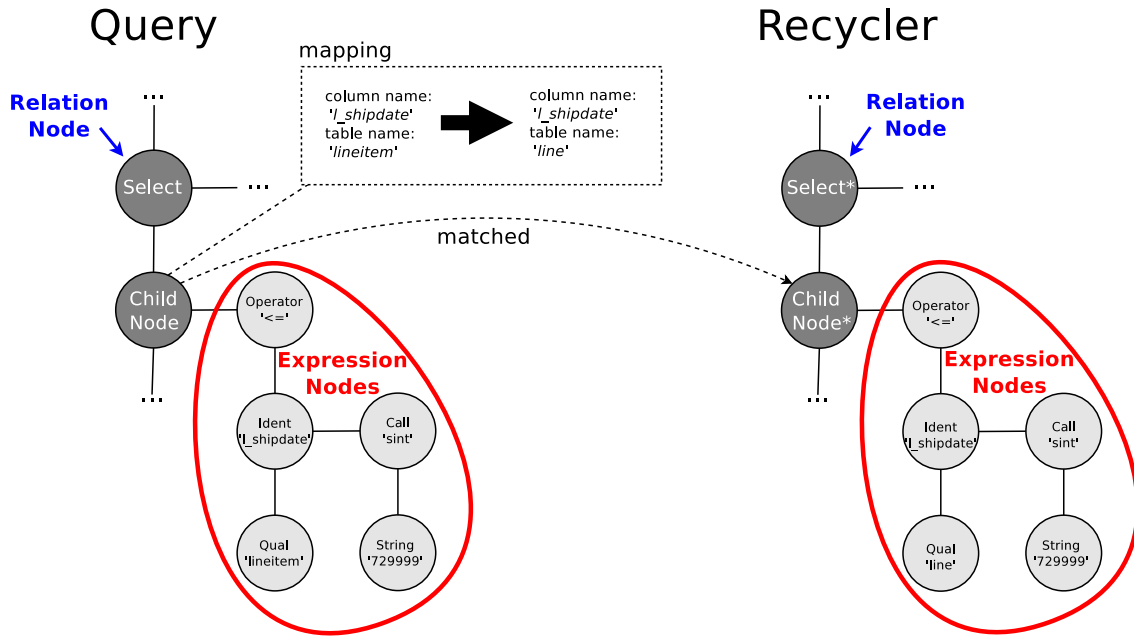 Query
Recycler
mapping
column name:
'l_shipdate'
table name:
'lineitem'
column name:
'l_shipdate'
table name:
'line'
...
Relation
Node
Select
...
matched
Child
Node
...
Operator
'<='
Expression
Nodes
Ident
'l_shipdate'
Call
'sint'
Qual
'lineitem'
String
'729999'
...
Relation
Node
Select*
...
Child
Node*
...
Operator
'<='
Expression
Nodes
Ident
'l_shipdate'
Call
'sint'
Qual
'line'
String
'729999'